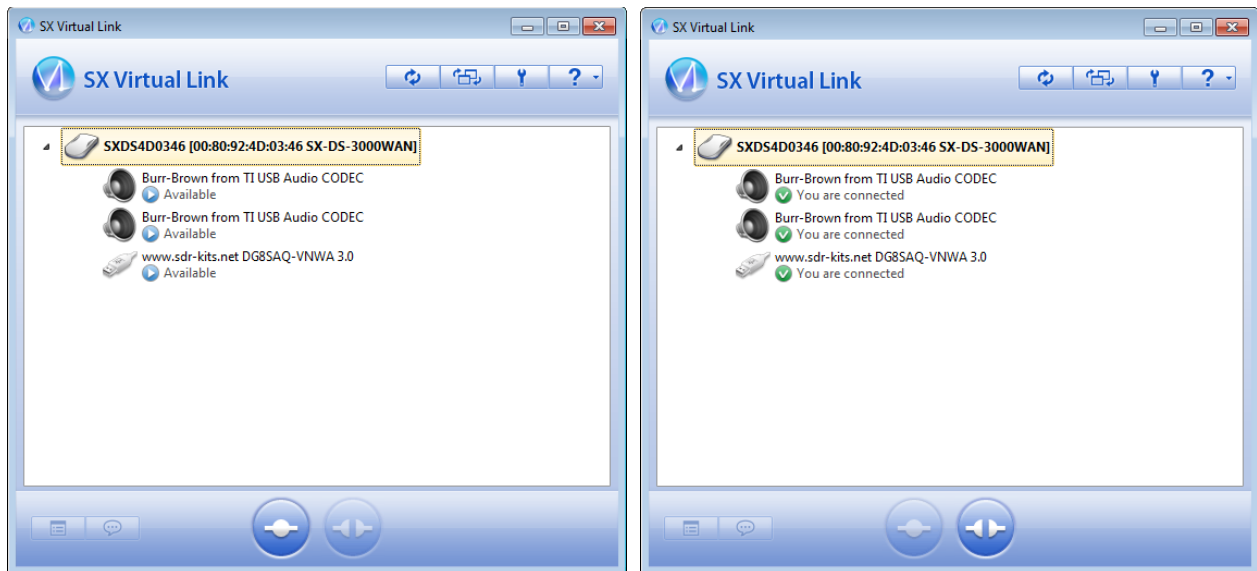 SX Virtual Link
SX Virtual Link
?
SXDS4D0346 [00:80:92:4D:03:46 SX-DS-3000WAN]
Burr-Brown from TI USB Audio CODEC
Available
Burr-Brown from TI USB Audio CODEC
Available
www.sdr-kits.net DG8SAQ-VNWA 3.0
Available
SX Virtual Link
SX Virtual Link
?
SXDS4D0346 [00:80:92:4D:03:46 SX-DS-3000WAN]
Burr-Brown from TI USB Audio CODEC
You are connected
Burr-Brown from TI USB Audio CODEC
You are connected
www.sdr-kits.net DG8SAQ-VNWA 3.0
You are connected